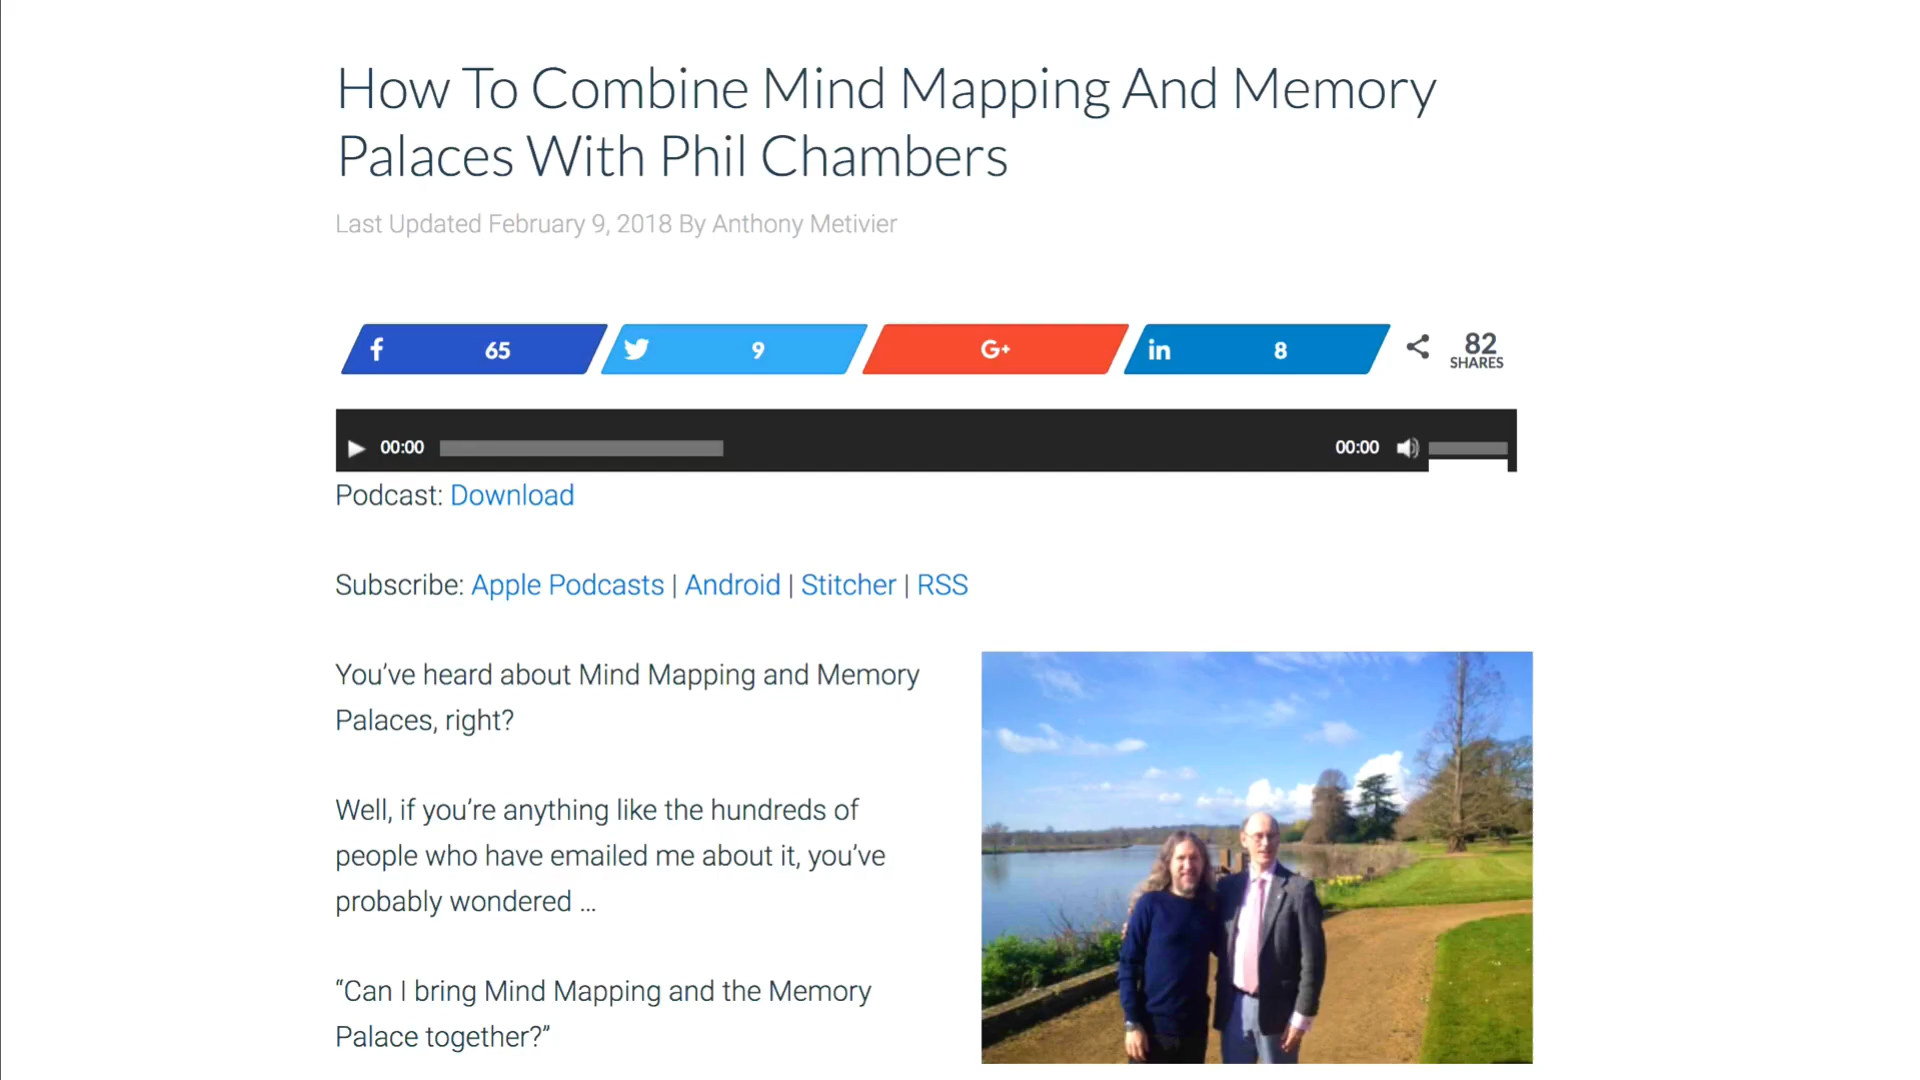 How To Combine Mind Mapping And Memory
Palaces With Phil Chambers
Last Updated February 9, 2018 By Anthony Metivier
f 65 9 G+ in 8 82
SHARES
00:00 00:00
Podcast: Download
Subscribe: Apple Podcasts | Android | Stitcher | RSS
You’ve heard about Mind Mapping and Memory
Palaces, right?
Well, if you’re anything like the hundreds of
people who have emailed me about it, you’ve
probably wondered …
“Can I bring Mind Mapping and the Memory
Palace together?”